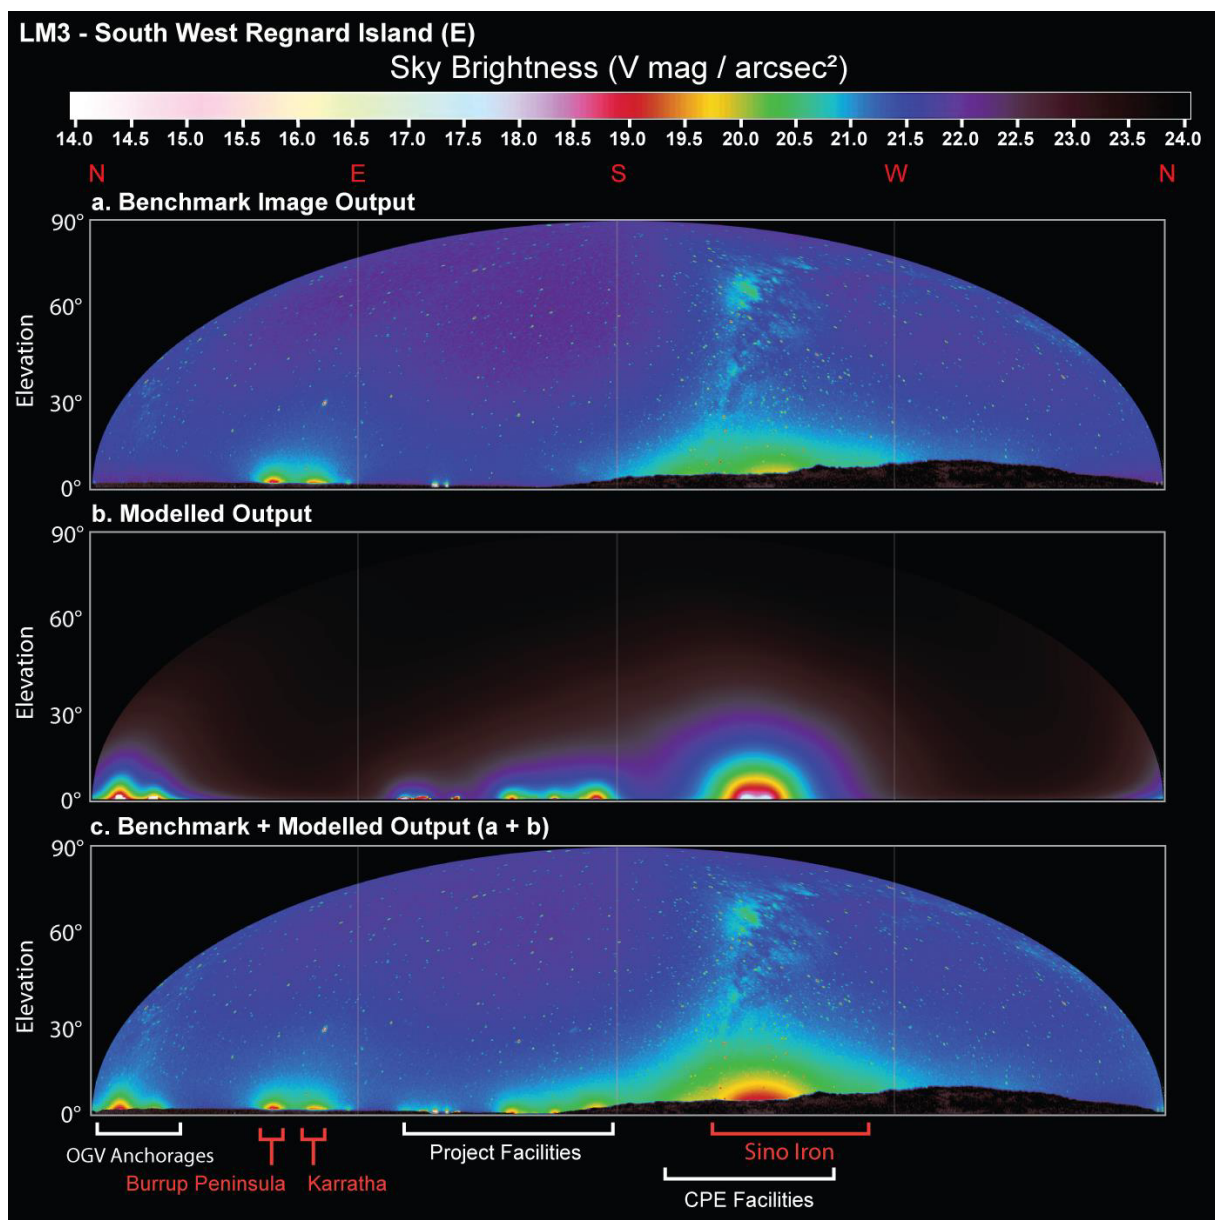 LM3 - South West Regnard Island (E)
Sky Brightness (V mag / arcsec²)
14.0 14.5 15.0 15.5 16.0 16.5 17.0 17.5 18.0 18.5 19.0 19.5 20.0 20.5 21.0 21.5 22.0 22.5 23.0 23.5 24.0
N E S W N
a. Benchmark Image Output
90°
60°
Elevation
30°
0°
b. Modelled Output
90°
60°
Elevation
30°
0°
c. Benchmark + Modelled Output (a + b)
90°
60°
Elevation
30°
0°
OGV Anchorages
Burrup Peninsula
Karratha
Project Facilities
Sino Iron
CPE Facilities